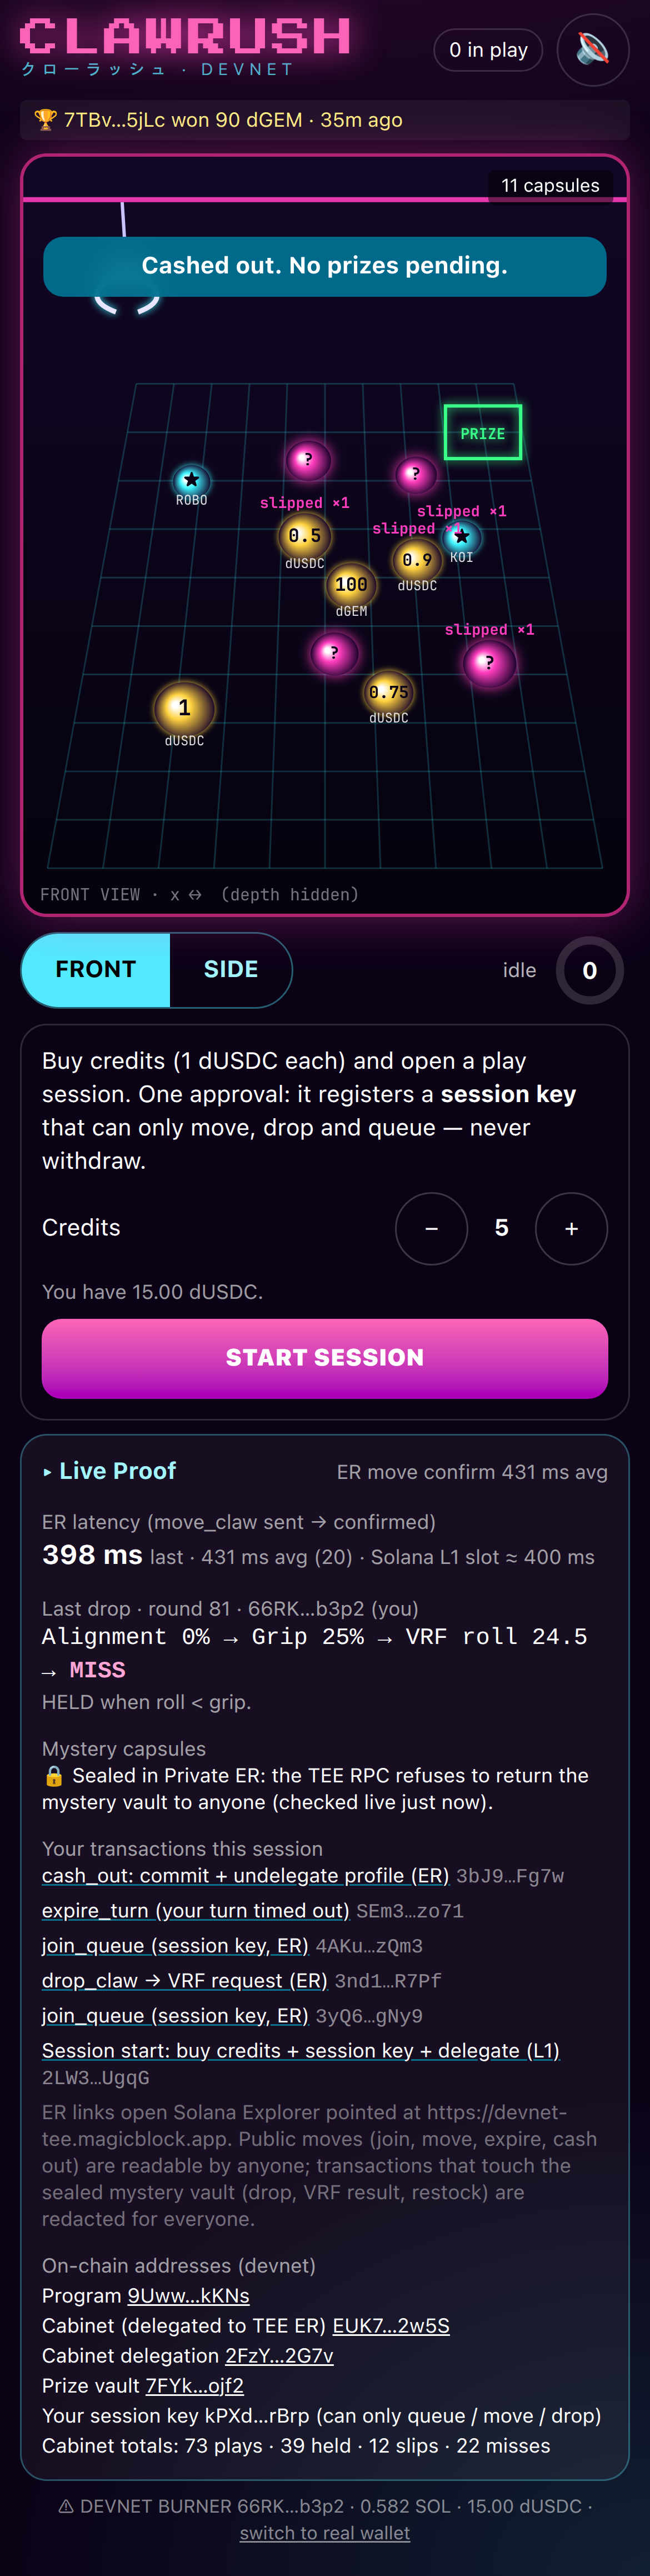 CLAWRUSH
クローラッシュ · DEVNET
0 in play
🏆 7TBv…5jLc won 90 dGEM · 35m ago
11 capsules
Cashed out. No prizes pending.
PRIZE
?
?
★
ROBO
slipped ×1
slipped ×1
slipped ×1
0.5
dUSDC
★
KOI
0.9
dUSDC
100
dGEM
slipped ×1
?
?
0.75
dUSDC
1
dUSDC
FRONT VIEW · x ↔ (depth hidden)
FRONT
SIDE
idle
0
Buy credits (1 dUSDC each) and open a play
session. One approval: it registers a session key
that can only move, drop and queue — never
withdraw.
Credits
−
5
+
You have 15.00 dUSDC.
START SESSION
▸ Live Proof
ER move confirm 431 ms avg
ER latency (move_claw sent → confirmed)
398 ms last · 431 ms avg (20) · Solana L1 slot ≈ 400 ms
Last drop · round 81 · 66RK…b3p2 (you)
Alignment 0% → Grip 25% → VRF roll 24.5
→ MISS
HELD when roll < grip.
Mystery capsules
🔒 Sealed in Private ER: the TEE RPC refuses to return the
mystery vault to anyone (checked live just now).
Your transactions this session
cash_out: commit + undelegate profile (ER) 3bJ9…Fg7w
expire_turn (your turn timed out) SEm3…zo71
join_queue (session key, ER) 4AKu…zQm3
drop_claw → VRF request (ER) 3nd1…R7Pf
join_queue (session key, ER) 3yQ6…gNy9
Session start: buy credits + session key + delegate (L1)
2LW3…UgqG
ER links open Solana Explorer pointed at https://devnet-
tee.magicblock.app. Public moves (join, move, expire, cash
out) are readable by anyone; transactions that touch the
sealed mystery vault (drop, VRF result, restock) are
redacted for everyone.
On-chain addresses (devnet)
Program 9Uww…kKNs
Cabinet (delegated to TEE ER) EUK7…2w5S
Cabinet delegation 2FzY…2G7v
Prize vault 7FYk…ojf2
Your session key kPXd…rBrp (can only queue / move / drop)
Cabinet totals: 73 plays · 39 held · 12 slips · 22 misses
⚠ DEVNET BURNER 66RK…b3p2 · 0.582 SOL · 15.00 dUSDC ·
switch to real wallet